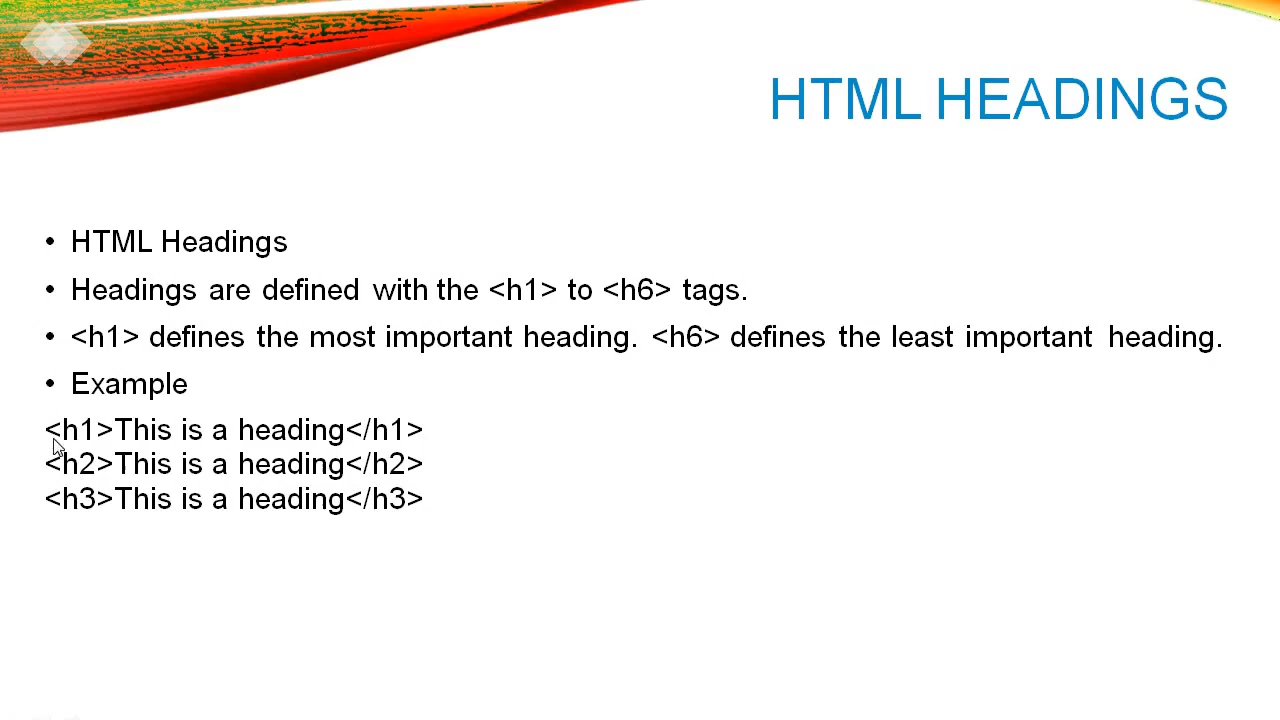 HTML HEADINGS
• HTML Headings
• Headings are defined with the <h1> to <h6> tags.
• <h1> defines the most important heading. <h6> defines the least important heading.
• Example
<h1>This is a heading</h1>
<h2>This is a heading</h2>
<h3>This is a heading</h3>